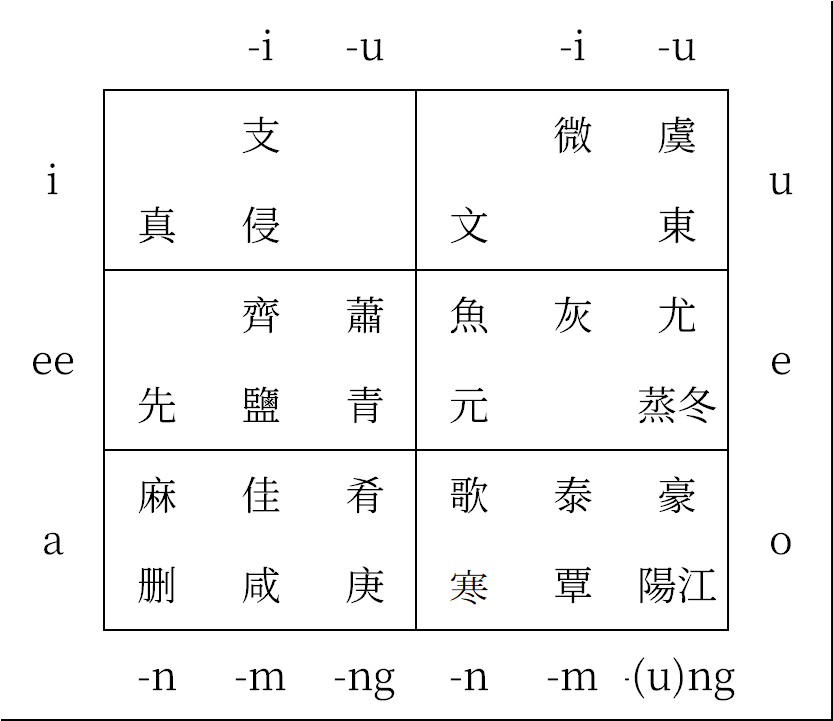 -i -u -i -u
支 微 虞
i u
真 侵 文 東
齊 蕭 魚 灰 尤
ee e
先 鹽 青 元 蒸冬
麻 佳 肴 歌 泰 豪
a o
刪 咸 庚 寒 覃 陽江
-n -m -ng -n -m -(u)ng